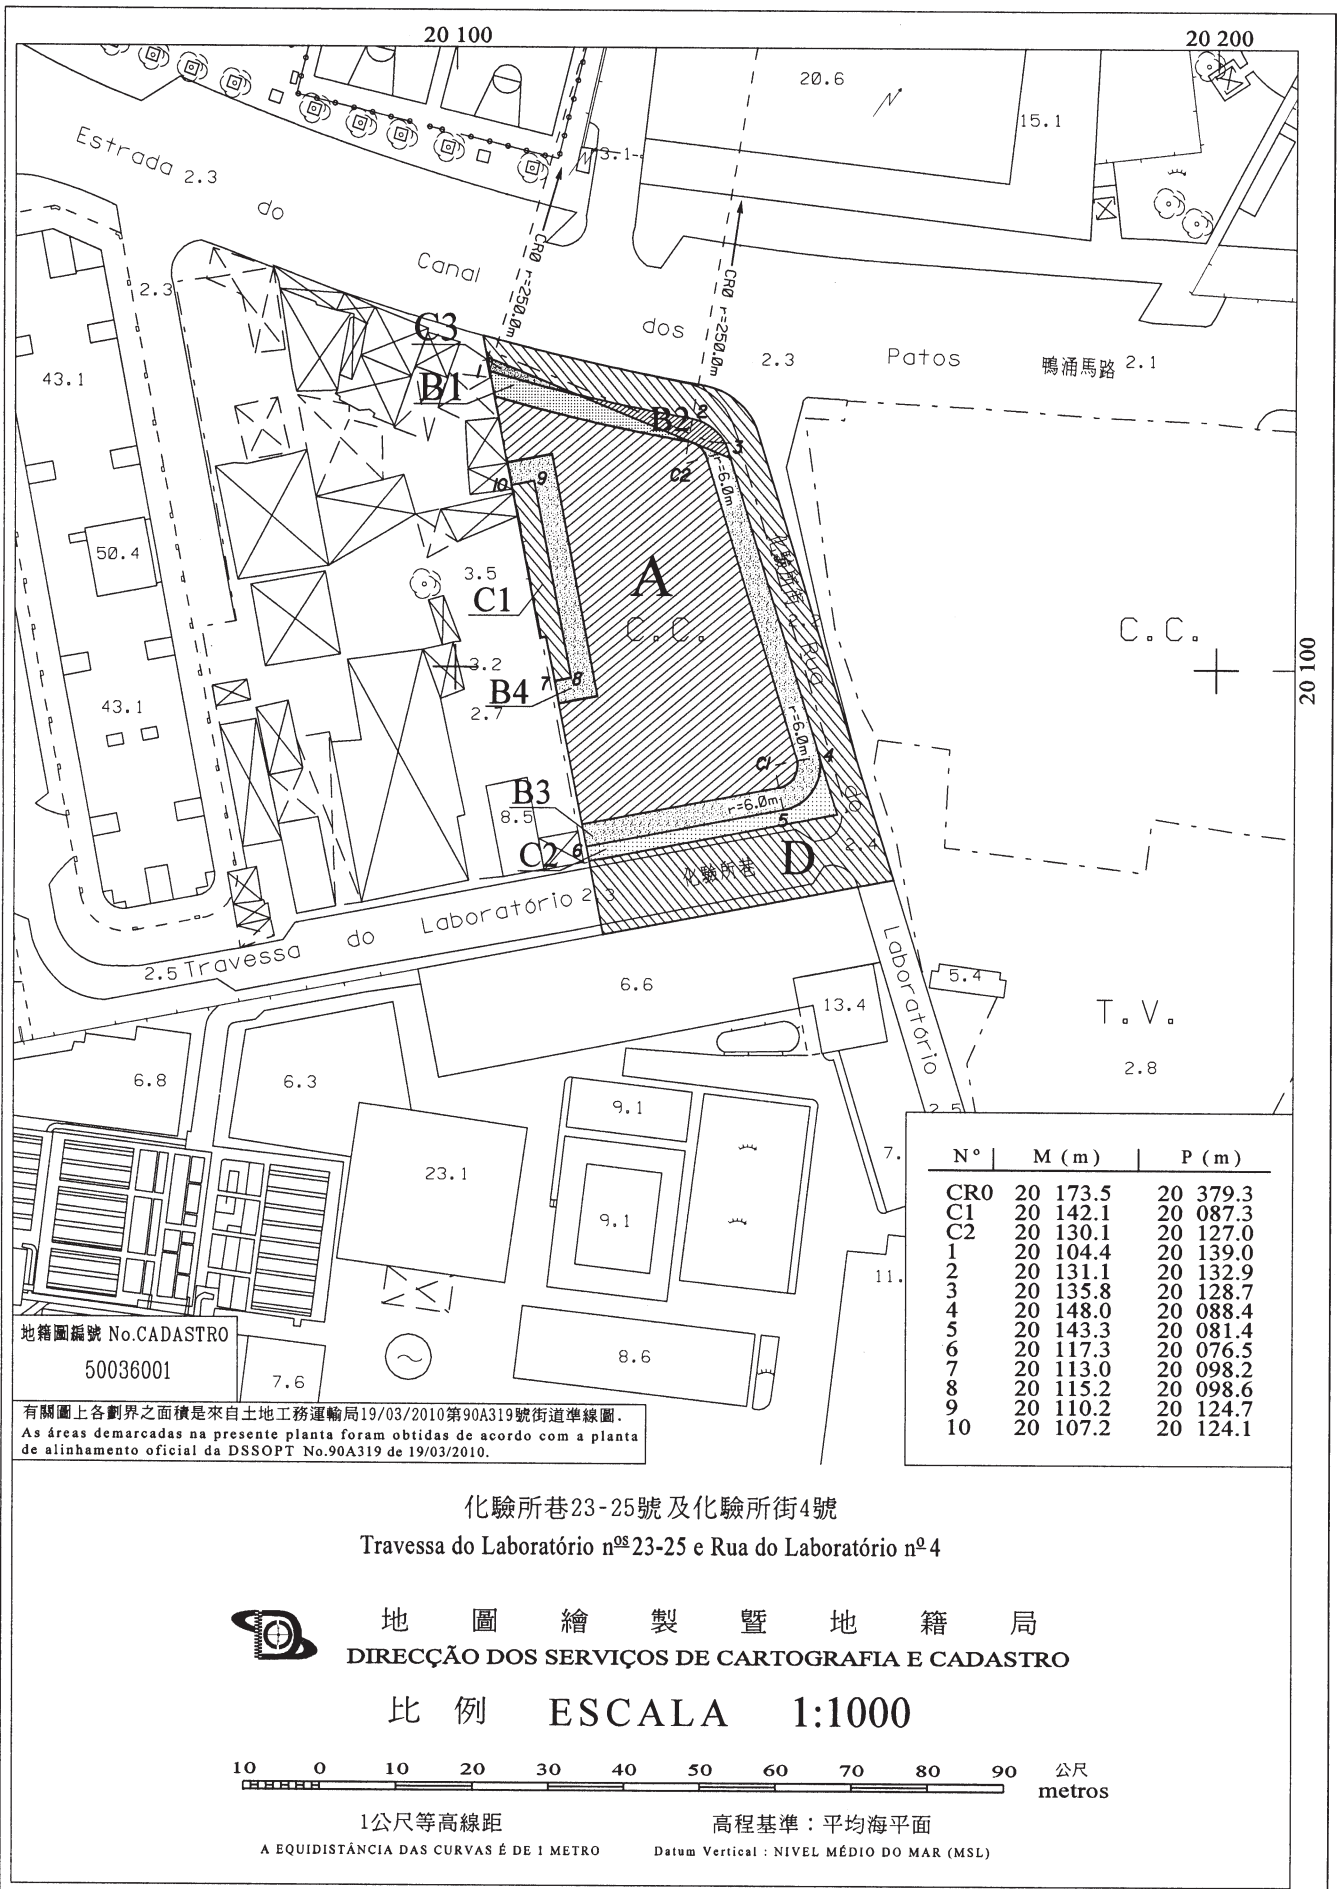 20 100
20 200
20.6
15.1
3.1
Estrada 2.3
do
Canal
dos
2.3
Patos
鴨涌馬路 2.1
2.3
CR0 r=250.0m
CR0 r=250.0m
C3
1
B1
B2
2
3
C2
r=6.0m
43.1
10
9
50.4
3.5
C1
A
C.C.
化驗所街
2.2 Rua
C.C.
20 100
3.2
7
8
B4
43.1
2.7
r=6.0m
C1
4
do
B3
r=6.0m
8.5
5
C2
6
化驗所巷
D
2.4
2.5 Travessa do Laboratório 2.3
Laboratório
6.6
13.4
5.4
T.V.
2.8
6.8
6.3
9.1
2.5
23.1
9.1
7.
11.
8.6
7.6
Nº M (m) P (m)
CR0 20 173.5 20 379.3
C1 20 142.1 20 087.3
C2 20 130.1 20 127.0
1 20 104.4 20 139.0
2 20 131.1 20 132.9
3 20 135.8 20 128.7
4 20 148.0 20 088.4
5 20 143.3 20 081.4
6 20 117.3 20 076.5
7 20 113.0 20 098.2
8 20 115.2 20 098.6
9 20 110.2 20 124.7
10 20 107.2 20 124.1
地籍圖編號 No.CADASTRO
50036001
有關圖上各劃界之面積是來自土地工務運輸局19/03/2010第90A319號街道準線圖.
As áreas demarcadas na presente planta foram obtidas de acordo com a planta
de alinhamento oficial da DSSOPT No.90A319 de 19/03/2010.
化驗所巷23-25號及化驗所街4號
Travessa do Laboratório nos 23-25 e Rua do Laboratório nº 4
地圖繪製暨地籍局
DIRECÇÃO DOS SERVIÇOS DE CARTOGRAFIA E CADASTRO
比例 ESCALA 1:1000
10 0 10 20 30 40 50 60 70 80 90 公尺
metros
1公尺等高線距 高程基準：平均海平面
A EQUIDISTÂNCIA DAS CURVAS É DE 1 METRO Datum Vertical : NIVEL MÉDIO DO MAR (MSL)